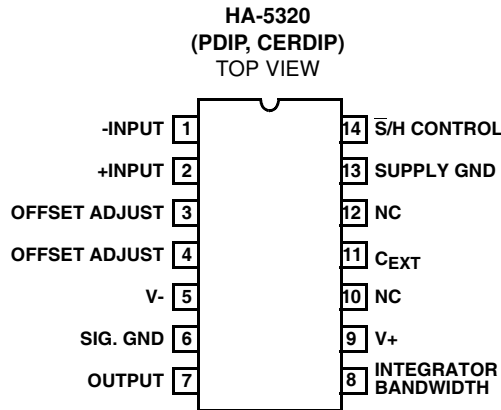 HA-5320
(PDIP, CERDIP)
TOP VIEW
-INPUT 1
+INPUT 2
OFFSET ADJUST 3
OFFSET ADJUST 4
V- 5
SIG. GND 6
OUTPUT 7
14 S̅/H CONTROL
13 SUPPLY GND
12 NC
11 CEXT
10 NC
9 V+
8 INTEGRATOR
BANDWIDTH